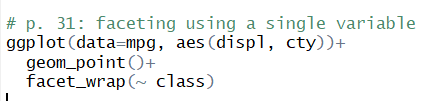 # p. 31: faceting using a single variable
ggplot(data=mpg, aes(displ, cty))+
  geom_point()+
  facet_wrap(~ class)